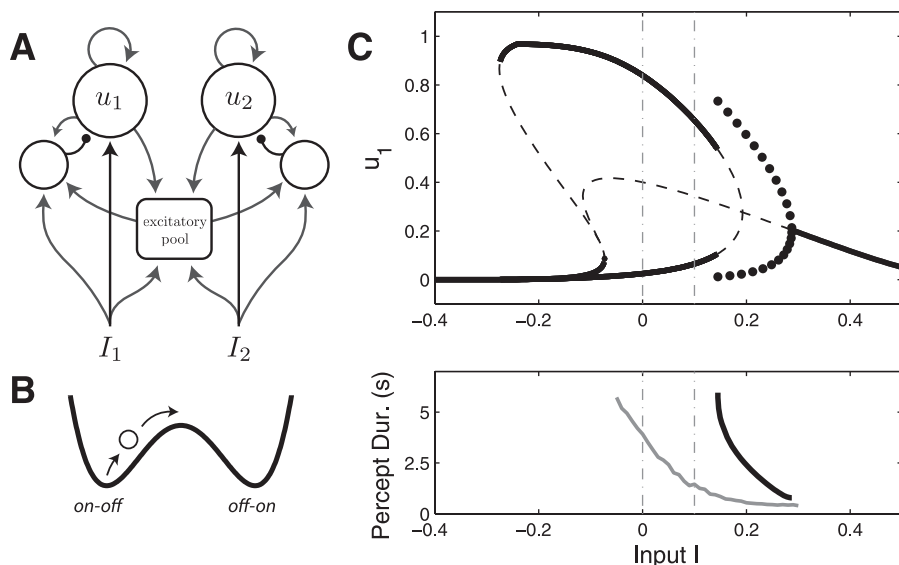 A
u1
u2
excitatory
pool
I1
I2
B
on-off
off-on
C
u1
1
0.8
0.6
0.4
0.2
0
−0.4
−0.2
0
0.2
0.4
Percept Dur. (s)
5
2.5
0
−0.4
−0.2
0
0.2
0.4
Input I